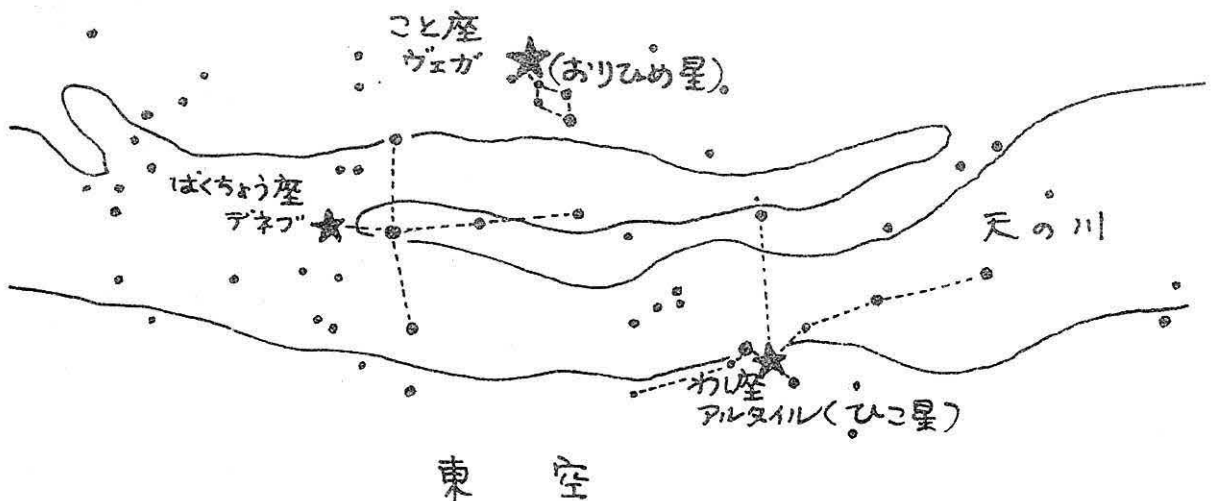 こと座
ヴェガ
(おりひめ星)
はくちょう座
デネブ
天の川
わし座
アルタイル(ひこ星)
東 空